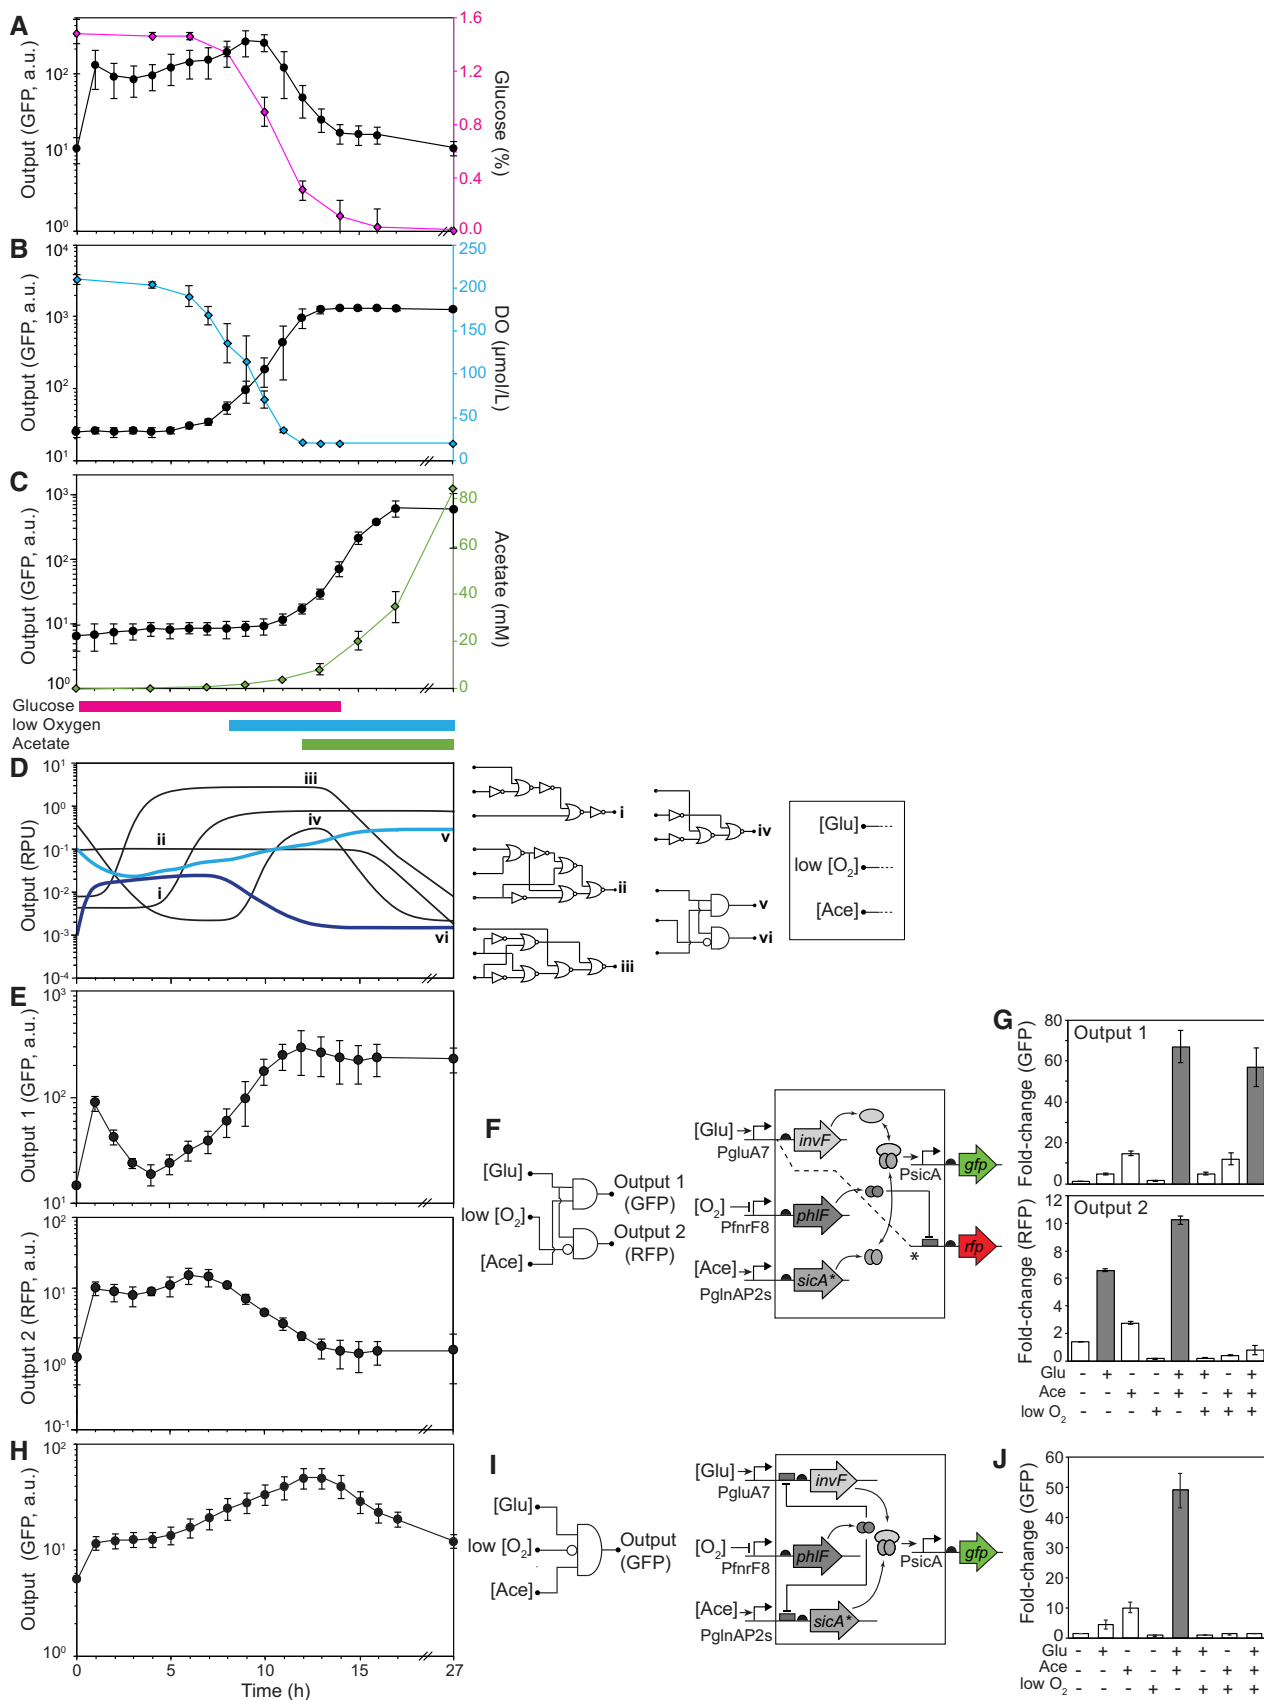 A
Output (GFP, a.u.)
10²
10¹
10⁰
1.6
1.2
0.8
0.4
0.0
Glucose (%)
B
Output (GFP, a.u.)
10⁴
10³
10²
10¹
250
200
150
100
50
0
DO (µmol/L)
C
Output (GFP, a.u.)
10³
10²
10¹
10⁰
80
60
40
20
0
Acetate (mM)
Glucose
low Oxygen
Acetate
D
Output (RPU)
10¹
10⁰
10⁻¹
10⁻²
10⁻³
10⁻⁴
i
ii
iii
iv
v
vi
i
ii
iii
iv
v
vi
[Glu]
low [O₂]
[Ace]
E
Output 1 (GFP, a.u.)
10³
10²
10¹
Output 2 (RFP, a.u.)
10²
10¹
10⁰
10⁻¹
F
[Glu]
low [O₂]
[Ace]
Output 1
(GFP)
Output 2
(RFP)
[Glu]
PgluA7
invF
[O₂]
PfnrF8
phlF
[Ace]
PglnAP2s
sicA*
PsicA
gfp
rfp
*
G
Output 1
Fold-change (GFP)
80
60
40
20
0
Output 2
Fold-change (RFP)
12
10
8
6
4
2
0
Glu - + - - + + - +
Ace - - + - + - + +
low O₂ - - - + - + + +
H
Output (GFP, a.u.)
10²
10¹
10⁰
0 5 10 15 27
Time (h)
I
[Glu]
low [O₂]
[Ace]
Output
(GFP)
[Glu]
PgluA7
invF
[O₂]
PfnrF8
phlF
[Ace]
PglnAP2s
sicA*
PsicA
gfp
J
Fold-change (GFP)
60
50
40
30
20
10
0
Glu - + - - + + - +
Ace - - + - + - + +
low O₂ - - - + - + + +